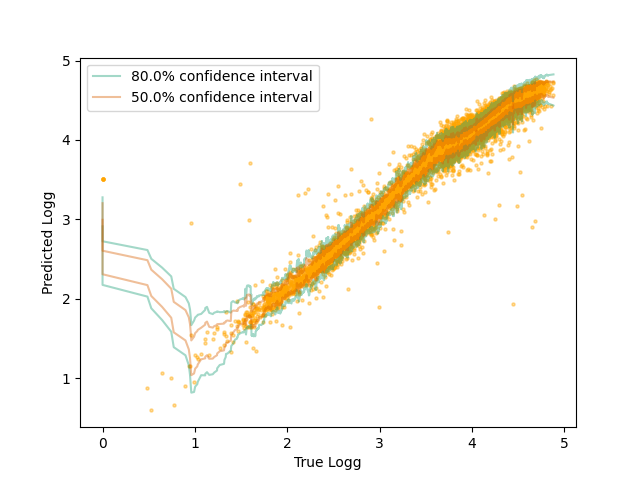 80.0% confidence interval
50.0% confidence interval
5
4
3
2
1
Predicted Logg
0 1 2 3 4 5
True Logg